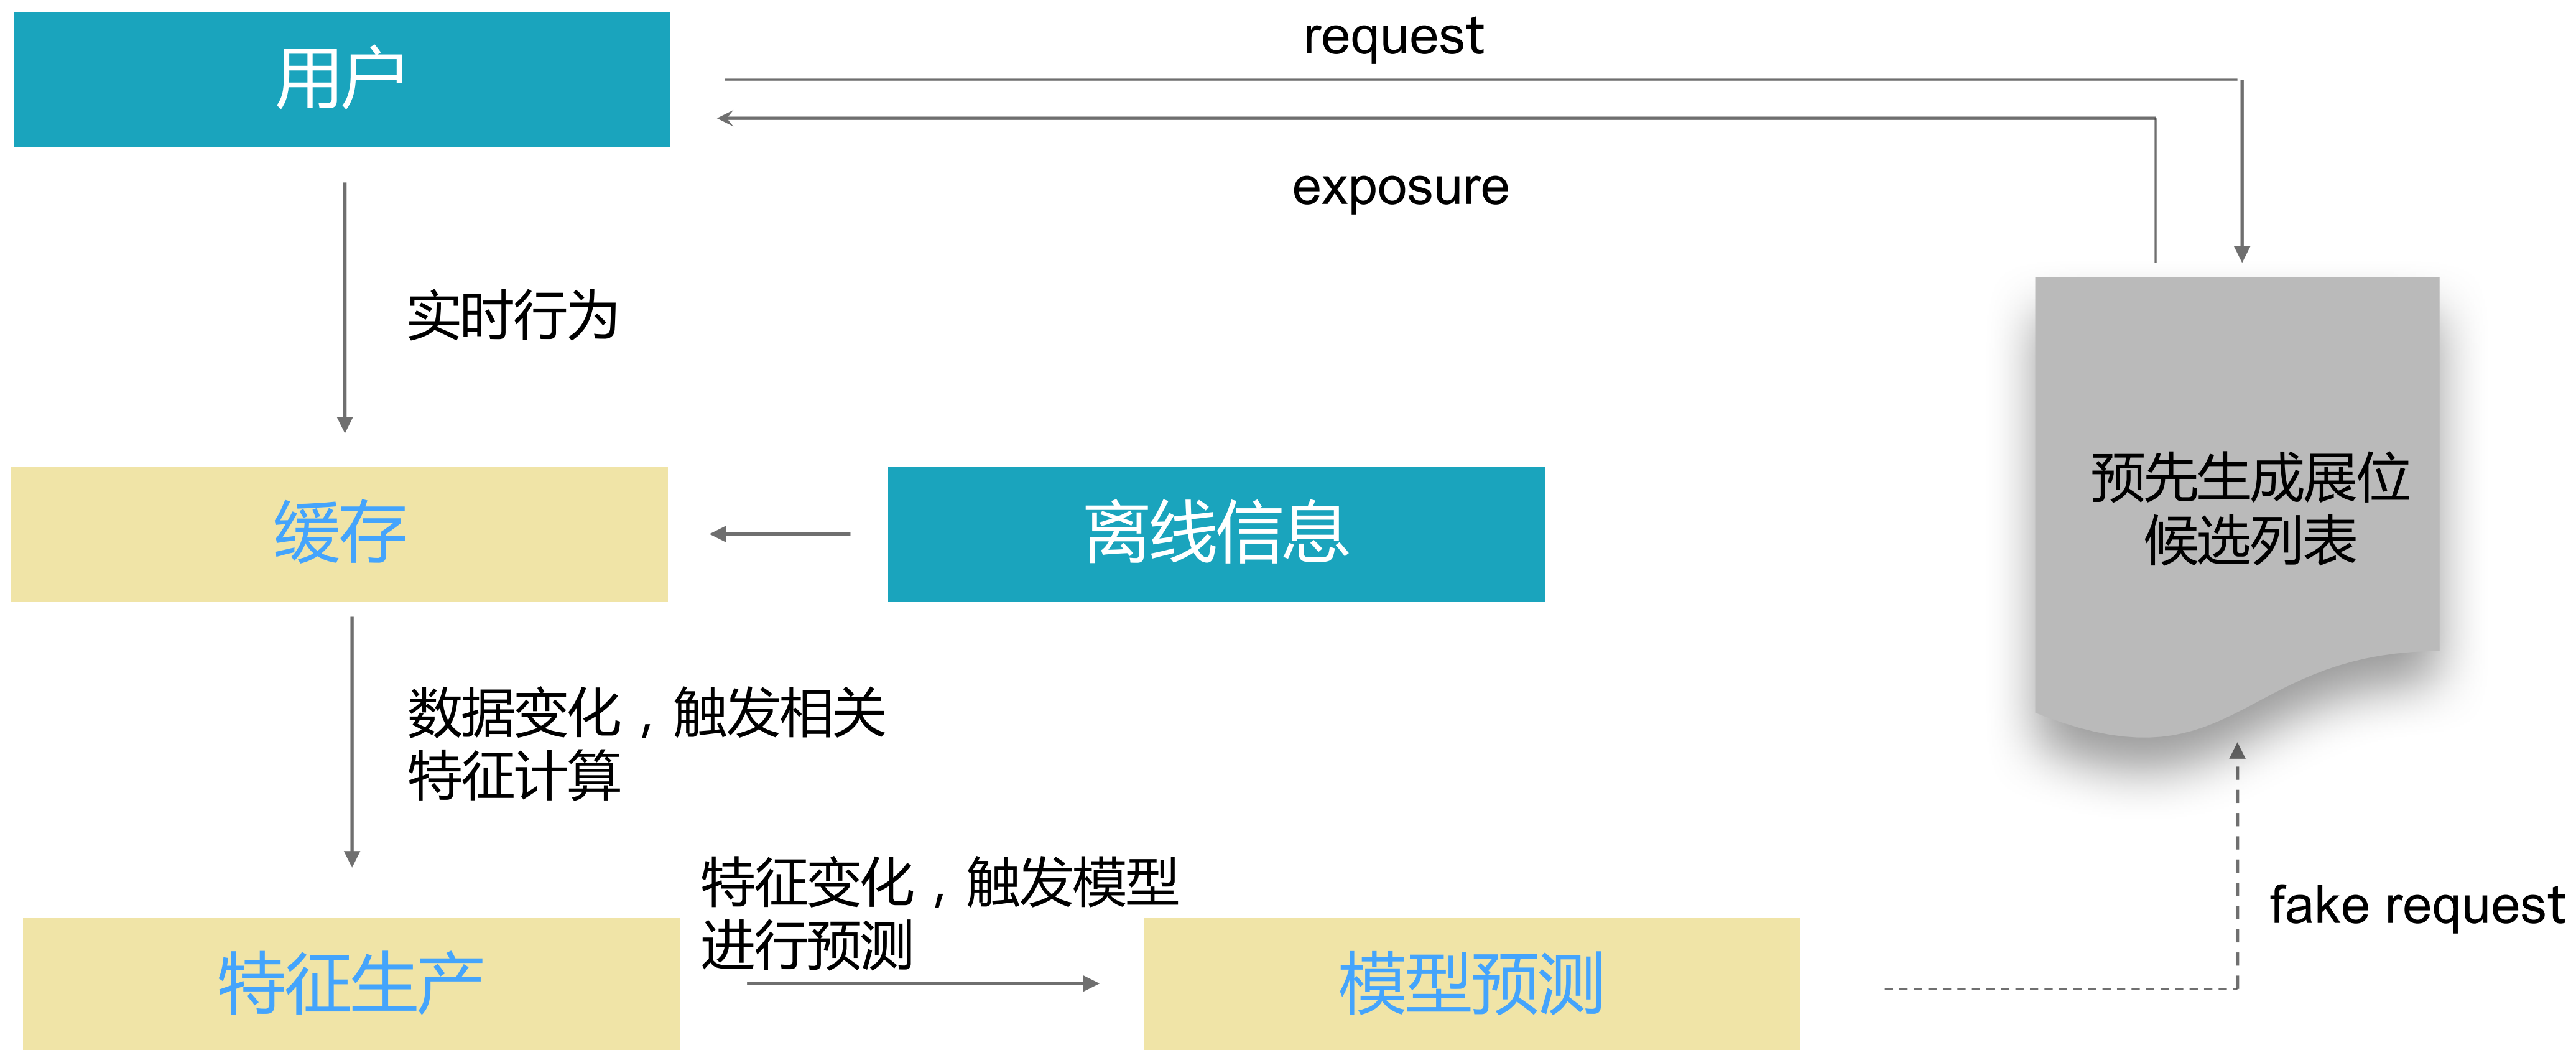 用户
request
exposure
实时行为
缓存
离线信息
预先生成展位
候选列表
数据变化，触发相关
特征计算
特征变化，触发模型
进行预测
特征生产
模型预测
fake request